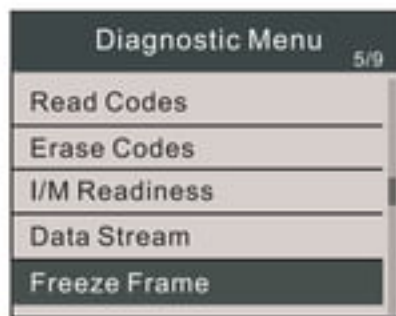 Diagnostic Menu
5/9
Read Codes
Erase Codes
I/M Readiness
Data Stream
Freeze Frame